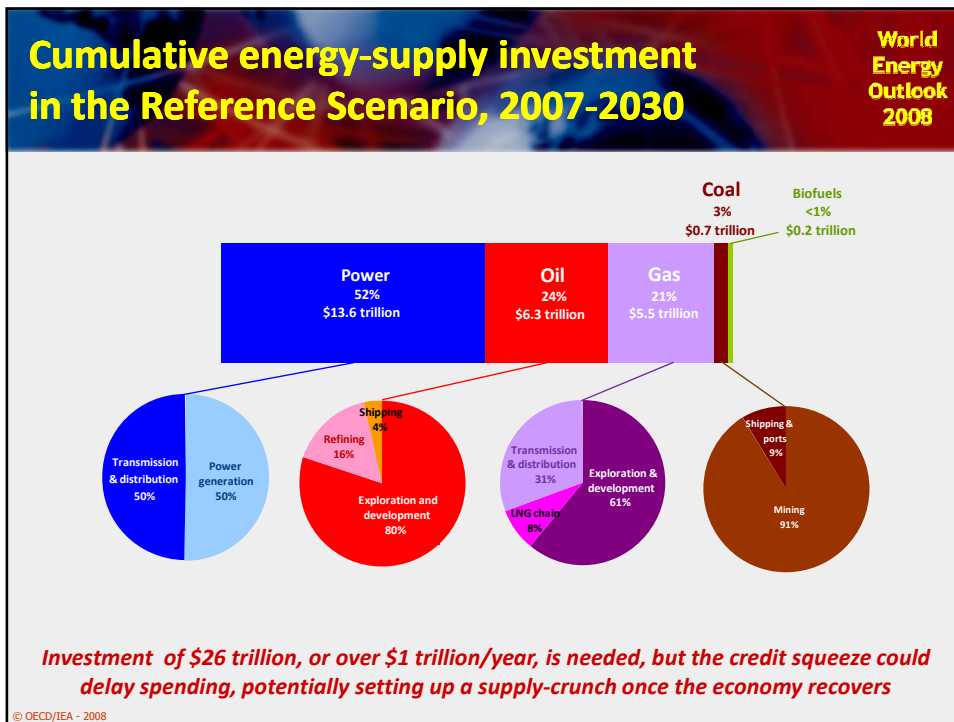 Cumulative energy-supply investment
in the Reference Scenario, 2007-2030
World
Energy
Outlook
2008
Coal
3%
$0.7 trillion
Biofuels
<1%
$0.2 trillion
Power
52%
$13.6 trillion
Oil
24%
$6.3 trillion
Gas
21%
$5.5 trillion
Transmission
& distribution
50%
Power
generation
50%
Shipping
4%
Refining
16%
Exploration and
development
80%
Transmission
& distribution
31%
LNG chain
8%
Exploration &
development
61%
Shipping &
ports
9%
Mining
91%
Investment of $26 trillion, or over $1 trillion/year, is needed, but the credit squeeze could
delay spending, potentially setting up a supply-crunch once the economy recovers
© OECD/IEA - 2008